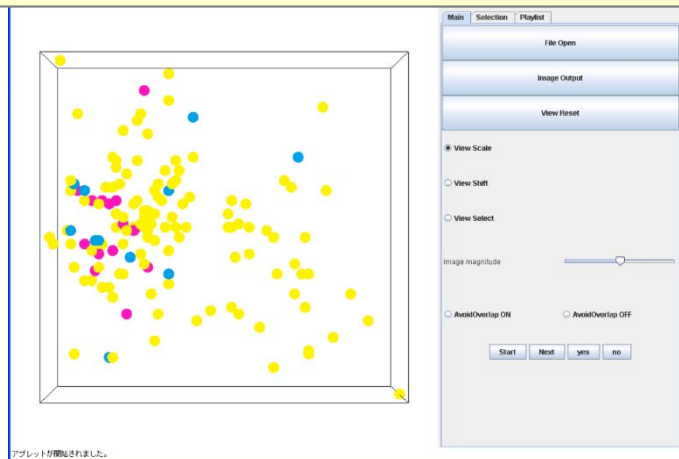 Main Selection Playlist
File Open
Image Output
View Reset
View Scale
View Shift
View Select
image magnitude
AvoidOverlap ON AvoidOverlap OFF
Start Next yes no
アプレットが開始されました。